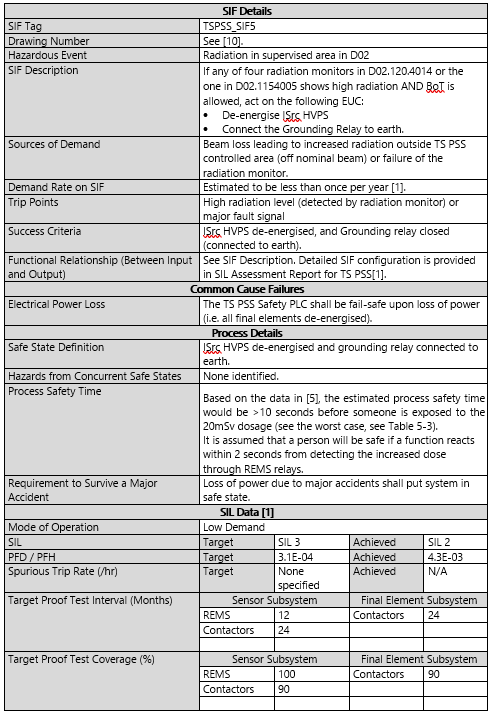 SIF Details
SIF Tag
TSPSS_SIF5
Drawing Number
See [10].
Hazardous Event
Radiation in supervised area in D02
SIF Description
If any of four radiation monitors in D02.120.4014 or the
one in D02.1154005 shows high radiation AND BoT is
allowed, act on the following EUC:
• De-energise ISrc HVPS
• Connect the Grounding Relay to earth.
Sources of Demand
Beam loss leading to increased radiation outside TS PSS
controlled area (off nominal beam) or failure of the
radiation monitor.
Demand Rate on SIF
Estimated to be less than once per year [1].
Trip Points
High radiation level (detected by radiation monitor) or
major fault signal
Success Criteria
ISrc HVPS de-energised, and Grounding relay closed
(connected to earth).
Functional Relationship (Between Input
and Output)
See SIF Description. Detailed SIF configuration is provided
in SIL Assessment Report for TS PSS[1].
Common Cause Failures
Electrical Power Loss
The TS PSS Safety PLC shall be fail-safe upon loss of power
(i.e. all final elements de-energised).
Process Details
Safe State Definition
ISrc HVPS de-energised and grounding relay connected to
earth.
Hazards from Concurrent Safe States
None identified.
Process Safety Time
Based on the data in [5], the estimated process safety time
would be >10 seconds before someone is exposed to the
20mSv dosage (see the worst case, see Table 5-3).
It is assumed that a person will be safe if a function reacts
within 2 seconds from detecting the increased dose
through REMS relays.
Requirement to Survive a Major
Accident
Loss of power due to major accidents shall put system in
safe state.
SIL Data [1]
Mode of Operation
Low Demand
SIL
Target
SIL 3
Achieved
SIL 2
PFD / PFH
Target
3.1E-04
Achieved
4.3E-03
Spurious Trip Rate (/hr)
Target
None
specified
Achieved
N/A
Target Proof Test Interval (Months)
Sensor Subsystem
Final Element Subsystem
REMS
12
Contactors
24
Contactors
24
Target Proof Test Coverage (%)
Sensor Subsystem
Final Element Subsystem
REMS
100
Contactors
90
Contactors
90